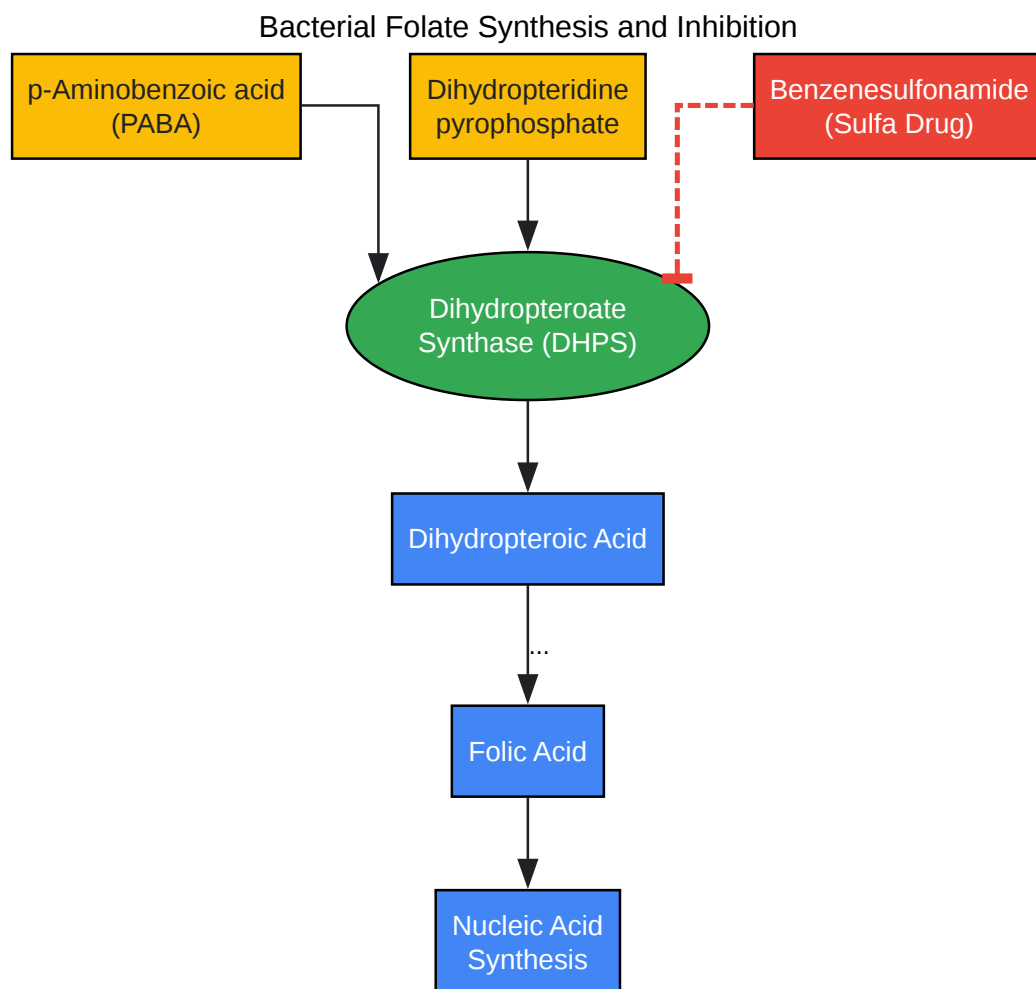 Bacterial Folate Synthesis and Inhibition
p-Aminobenzoic acid
(PABA)
Dihydropteridine
pyrophosphate
Benzenesulfonamide
(Sulfa Drug)
Dihydropteroate
Synthase (DHPS)
Dihydropteroic Acid
...
Folic Acid
Nucleic Acid
Synthesis